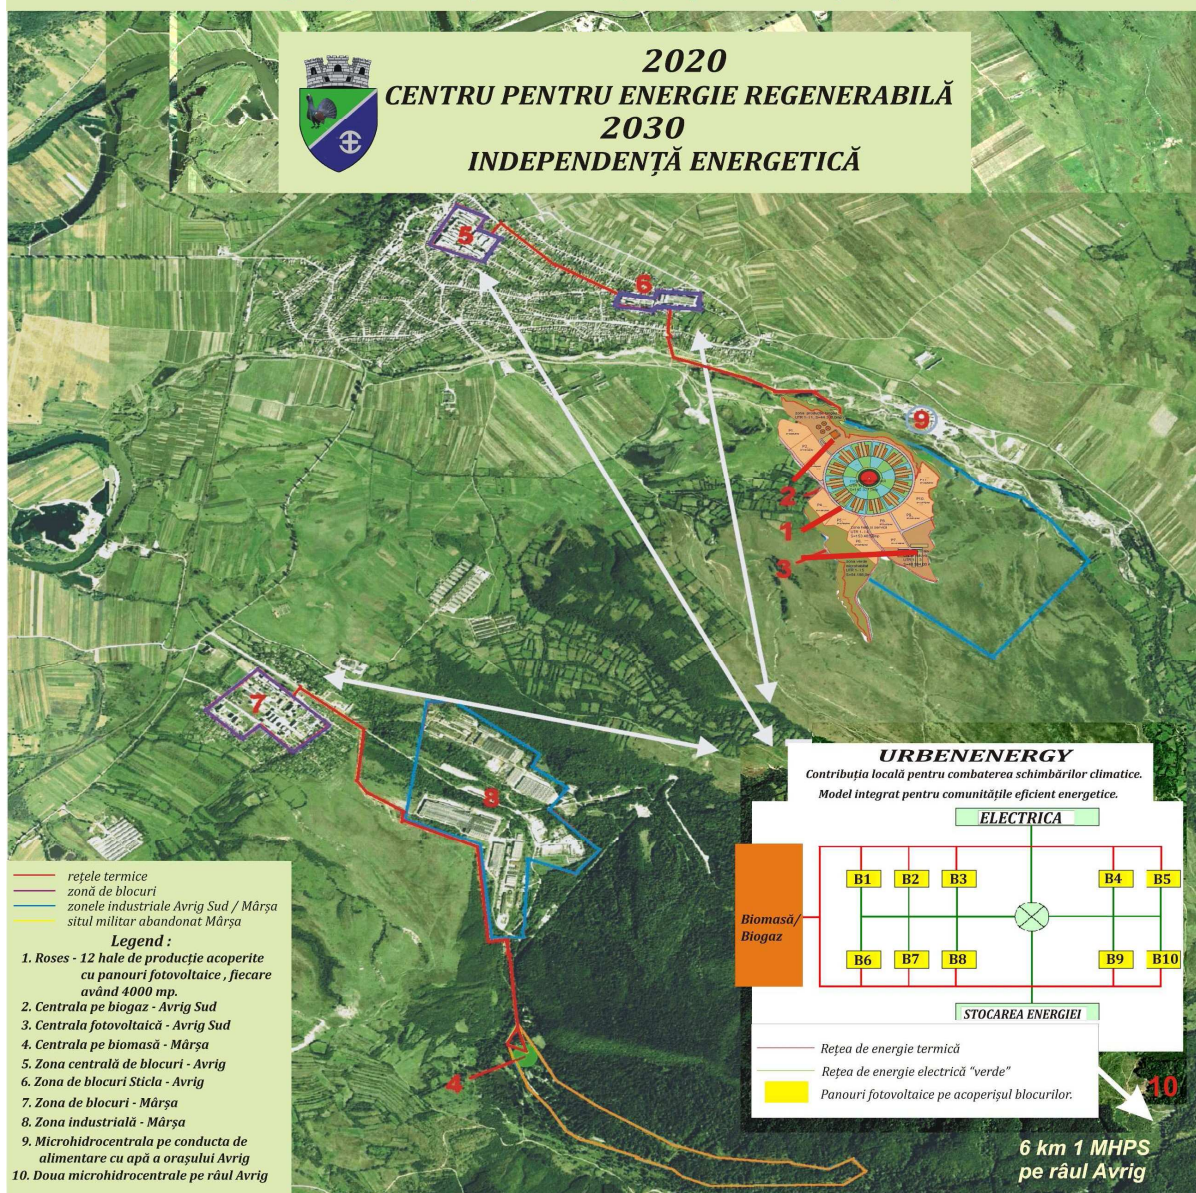 2020
CENTRU PENTRU ENERGIE REGENERABILĂ
2030
INDEPENDENȚĂ ENERGETICĂ
5
6
9
2
1
3
7
8
4
rețele termice
zonă de blocuri
zonele industriale Avrig Sud / Mârșa
situl militar abandonat Mârșa
Legend :
1. Roses - 12 hale de producție acoperite
cu panouri fotovoltaice , fiecare
având 4000 mp.
2. Centrala pe biogaz - Avrig Sud
3. Centrala fotovoltaică - Avrig Sud
4. Centrala pe biomasă - Mârșa
5. Zona centrală de blocuri - Avrig
6. Zona de blocuri Sticla - Avrig
7. Zona de blocuri - Mârșa
8. Zona industrială - Mârșa
9. Microhidrocentrala pe conducta de
alimentare cu apă a orașului Avrig
10. Doua microhidrocentrale pe râul Avrig
URBENENERGY
Contribuția locală pentru combaterea schimbărilor climatice.
Model integrat pentru comunitățile eficient energetice.
ELECTRICA
B1 B2 B3 B4 B5
Biomasă/
Biogaz
B6 B7 B8 B9 B10
STOCAREA ENERGIEI
Rețea de energie termică
Rețea de energie electrică "verde"
Panouri fotovoltaice pe acoperișul blocurilor.
10
6 km 1 MHPS
pe râul Avrig